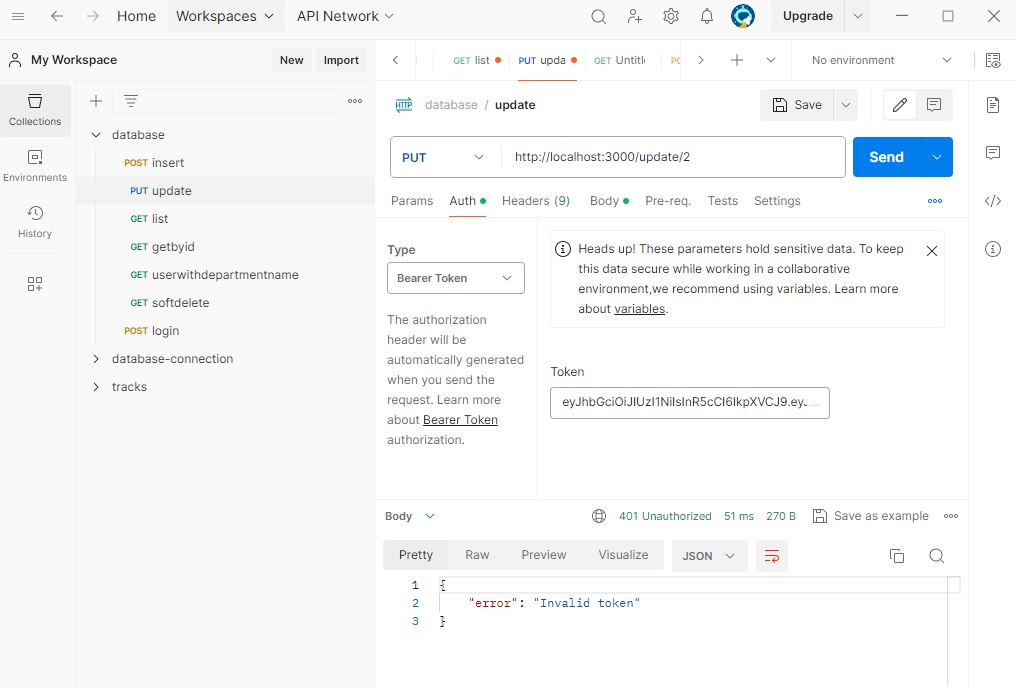 Home Workspaces API Network Upgrade
My Workspace New Import
GET list PUT upda GET Untitl PO No environment
Collections
Environments
History
database
POST insert
PUT update
GET list
GET getbyid
GET userwithdepartmentname
GET softdelete
POST login
database-connection
tracks
HTTP database / update Save
PUT http://localhost:3000/update/2 Send
Params Auth Headers (9) Body Pre-req. Tests Settings
Type
Bearer Token
The authorization
header will be
automatically generated
when you send the
request. Learn more
about Bearer Token
authorization.
Heads up! These parameters hold sensitive data. To keep
this data secure while working in a collaborative
environment,we recommend using variables. Learn more
about variables.
Token
eyJhbGciOiJIUzI1NiIsInR5cCI6IkpXVCJ9.ey. ...
Body 401 Unauthorized 51 ms 270 B Save as example
Pretty Raw Preview Visualize JSON
1 {
2 "error": "Invalid token"
3 }